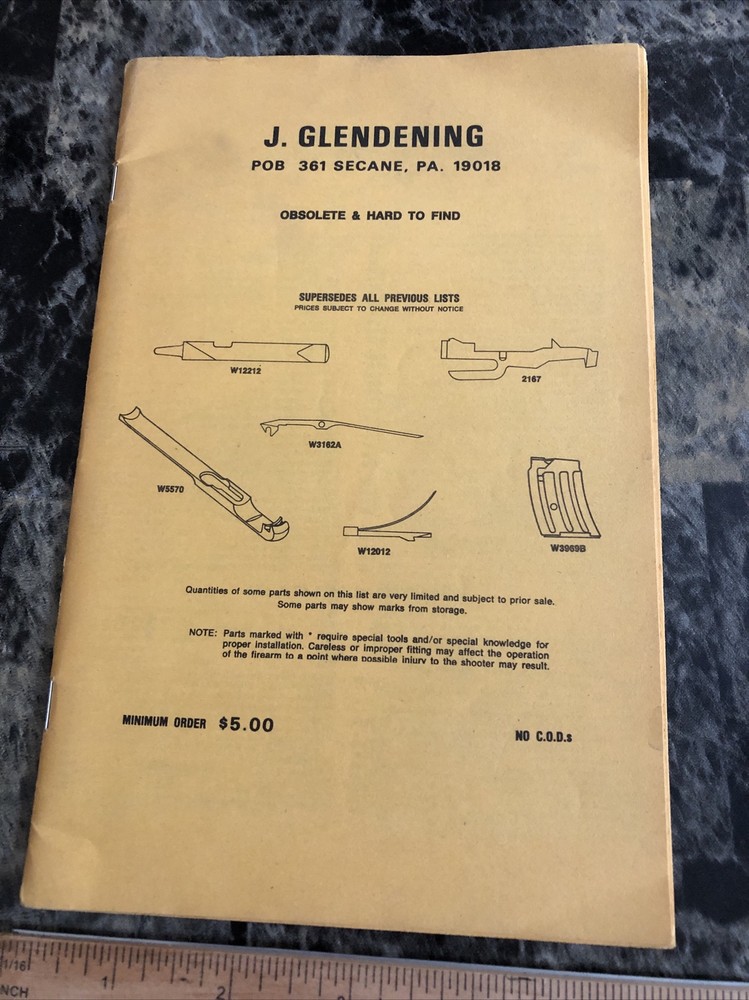 J. GLENDENING
POB 361 SECANE, PA. 19018
OBSOLETE & HARD TO FIND
SUPERSEDES ALL PREVIOUS LISTS
PRICES SUBJECT TO CHANGE WITHOUT NOTICE
W12212
2167
W3162A
W5570
W12012
W3969B
Quantities of some parts shown on this list are very limited and subject to prior sale.
Some parts may show marks from storage.
NOTE: Parts marked with * require special tools and/or special knowledge for
proper installation. Careless or improper fitting may affect the operation
of the firearm to a point where possible injury to the shooter may result.
MINIMUM ORDER $5.00
NO C.O.D.s
1/16
INCH
1
2